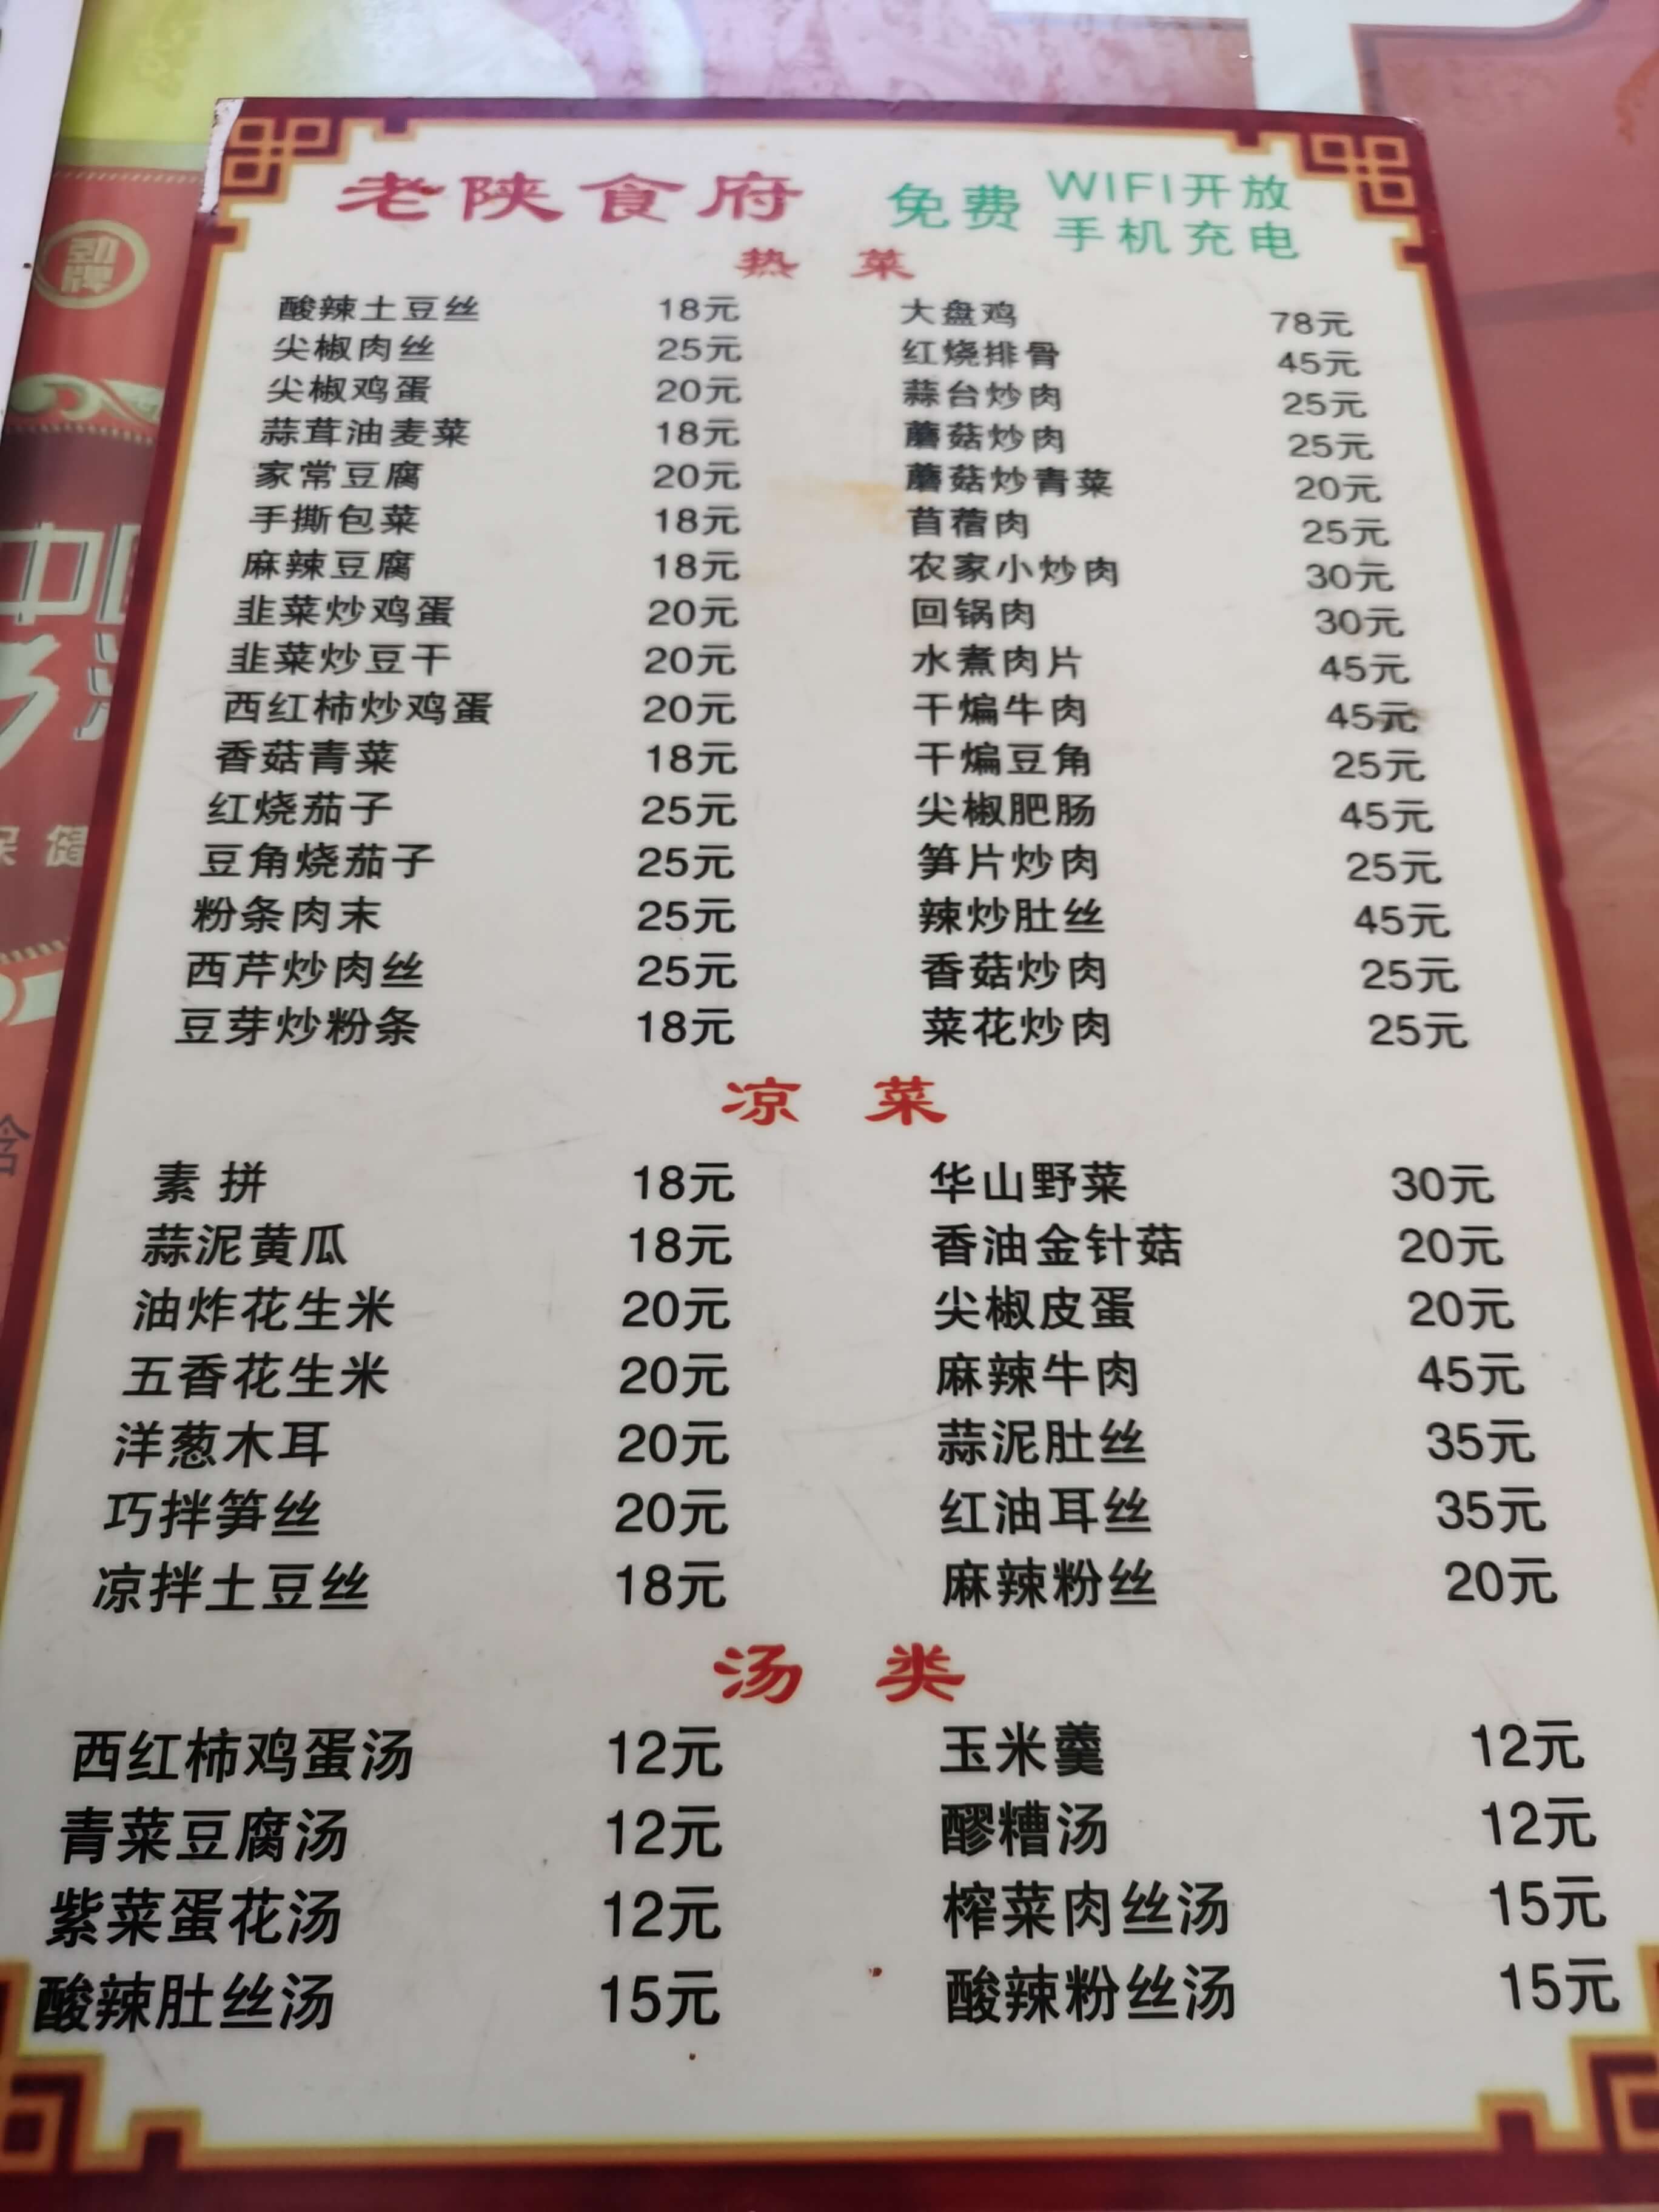 老陕食府 免费 WIFI开放
手机充电
热 菜
酸辣土豆丝 18元 大盘鸡 78元
尖椒肉丝 25元 红烧排骨 45元
尖椒鸡蛋 20元 蒜台炒肉 25元
蒜茸油麦菜 18元 蘑菇炒肉 25元
家常豆腐 20元 蘑菇炒青菜 20元
手撕包菜 18元 苜蓿肉 25元
麻辣豆腐 18元 农家小炒肉 30元
韭菜炒鸡蛋 20元 回锅肉 30元
韭菜炒豆干 20元 水煮肉片 45元
西红柿炒鸡蛋 20元 干煸牛肉 45元
香菇青菜 18元 干煸豆角 25元
红烧茄子 25元 尖椒肥肠 45元
豆角烧茄子 25元 笋片炒肉 25元
粉条肉末 25元 辣炒肚丝 45元
西芹炒肉丝 25元 香菇炒肉 25元
豆芽炒粉条 18元 菜花炒肉 25元
凉 菜
素 拼 18元 华山野菜 30元
蒜泥黄瓜 18元 香油金针菇 20元
油炸花生米 20元 尖椒皮蛋 20元
五香花生米 20元 麻辣牛肉 45元
洋葱木耳 20元 蒜泥肚丝 35元
巧拌笋丝 20元 红油耳丝 35元
凉拌土豆丝 18元 麻辣粉丝 20元
汤 类
西红柿鸡蛋汤 12元 玉米羹 12元
青菜豆腐汤 12元 醪糟汤 12元
紫菜蛋花汤 12元 榨菜肉丝汤 15元
酸辣肚丝汤 15元 酸辣粉丝汤 15元
劲牌
中
保健